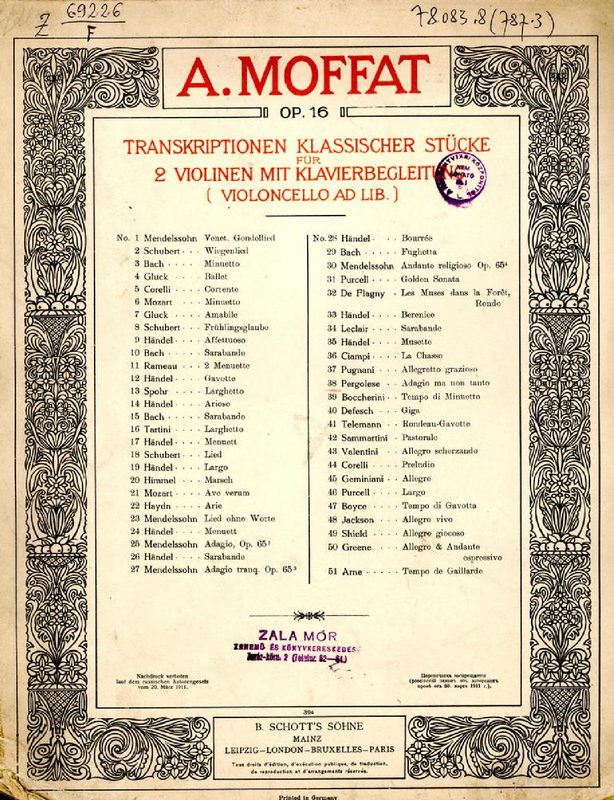 Z 69226
F
78083.8 (787.3)
A. MOFFAT
OP. 16
TRANSKRIPTIONEN KLASSISCHER STÜCKE
FÜR
2 VIOLINEN MIT KLAVIERBEGLEITUNG
( VIOLONCELLO AD LIB. )
No. 1 Mendelssohn Venet. Gondellied
2 Schubert · · · Wiegenlied
3 Bach · · · · Minuetto
4 Gluck · · · · Ballet
5 Corelli · · · · Corrente
6 Mozart · · · Minuetto
7 Gluck · · · · Amabile
8 Schubert · · · Frühlingsglaube
9 Händel · · · · Affettuoso
10 Bach · · · · Sarabande
11 Rameau · · · 2 Menuette
12 Händel · · · · Gavotte
13 Spohr · · · · Larghetto
14 Händel · · · · Arioso
15 Bach · · · · Sarabande
16 Tartini · · · · Larghetto
17 Händel · · · · Menuett
18 Schubert · · · Lied
19 Händel · · · · Largo
20 Himmel · · · Marsch
21 Mozart · · · Ave verum
22 Haydn · · · · Arie
23 Mendelssohn Lied ohne Worte
24 Händel · · · · Menuett
25 Mendelssohn Adagio, Op. 65¹
26 Händel · · · · Sarabande
27 Mendelssohn Adagio tranq. Op. 65³
No. 28 Händel · · · Bourrée
29 Bach · · · · · Fughetta
30 Mendelssohn Andante religioso Op. 65⁴
31 Purcell · · · · Golden Sonata
32 De Flagny · · Les Muses dans la Forêt,
Rondo
33 Händel · · · · Berenice
34 Leclair · · · · Sarabande
35 Händel · · · · Musette
36 Ciampi · · · · La Chasse
37 Pugnani · · · Allegretto grazioso
38 Pergolese · · · Adagio ma non tanto
39 Boccherini · · Tempo di Minuetto
40 Defesch · · · Giga
41 Telemann · · · Rondeau-Gavotte
42 Sammartini · · Pastorale
43 Valentini · · · Allegro scherzando
44 Corelli · · · · Preludio
45 Geminiani · · · Allegro
46 Purcell · · · · Largo
47 Boyce · · · · Tempo di Gavotta
48 Jackson · · · Allegro vivo
49 Shield · · · · Allegro giocoso
50 Greene · · · · Allegro & Andante
espressivo
51 Arne · · · · · Tempo de Gaillarde
ZALA MÓR
ZENEMŰ- ÉS KÖNYVKERESKEDÉS
Nachdruck verboten
laut dem russischen Autorengesetz
vom 20. März 1911.
Перепечатка воспрещается
394
B. SCHOTT'S SÖHNE
MAINZ
LEIPZIG–LONDON–BRUXELLES–PARIS
Tous droits d'édition, d'exécution publique, de traduction,
de reproduction et d'arrangements réservés.
Printed in Germany